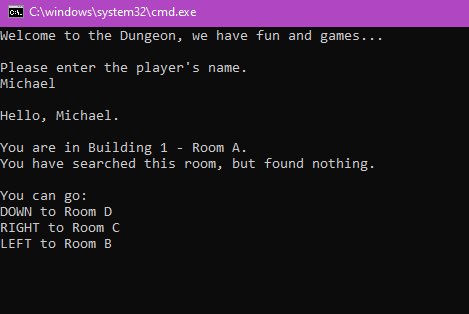 C:\windows\system32\cmd.exe
Welcome to the Dungeon, we have fun and games...
Please enter the player's name.
Michael
Hello, Michael.
You are in Building 1 - Room A.
You have searched this room, but found nothing.
You can go:
DOWN to Room D
RIGHT to Room C
LEFT to Room B